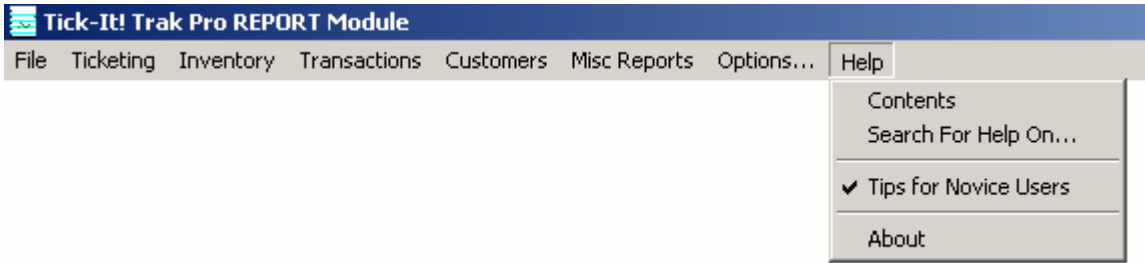 Tick-It! Trak Pro REPORT Module
File Ticketing Inventory Transactions Customers Misc Reports Options... Help
Contents
Search For Help On...
Tips for Novice Users
About